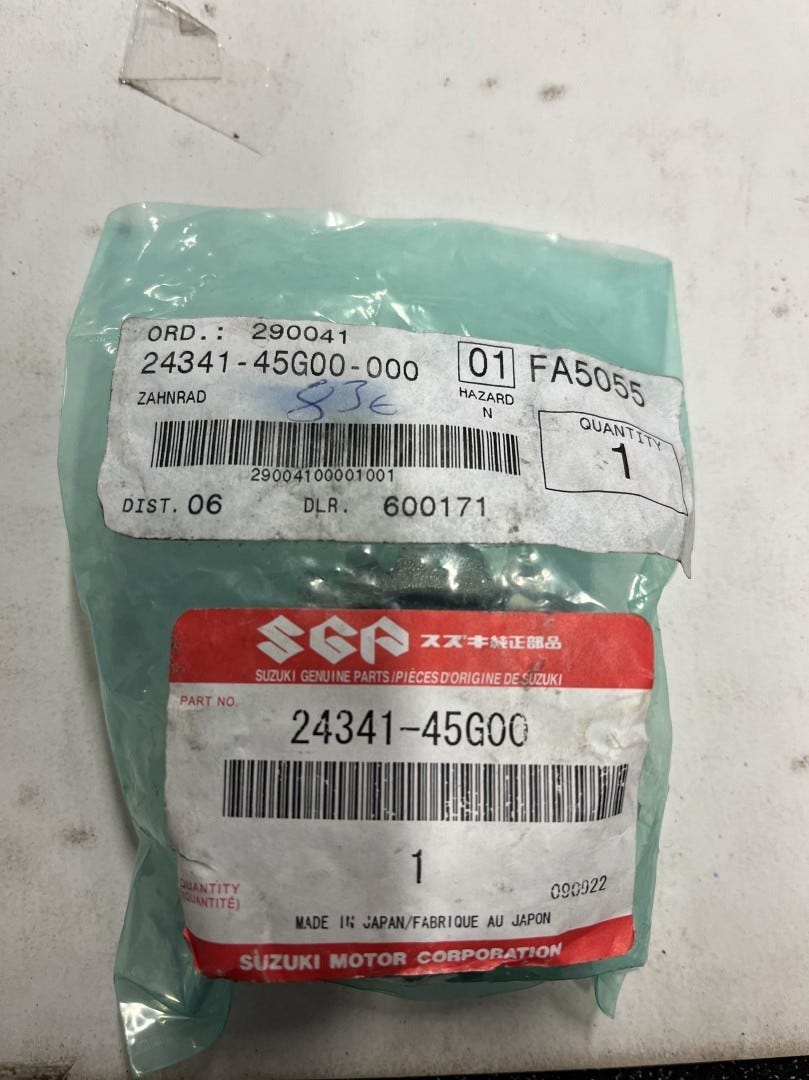 ORD.: 290041
24341-45G00-000
01 FA5055
ZAHNRAD
83€
HAZARD
N
QUANTITY
1
29004100001001
DIST. 06 DLR. 600171
SGP スズキ純正部品
SUZUKI GENUINE PARTS/PIÈCES D'ORIGINE DE SUZUKI
PART NO.
24341-45G00
1
QUANTITY
(QUANTITÉ)
090922
MADE IN JAPAN/FABRIQUE AU JAPON
SUZUKI MOTOR CORPORATION